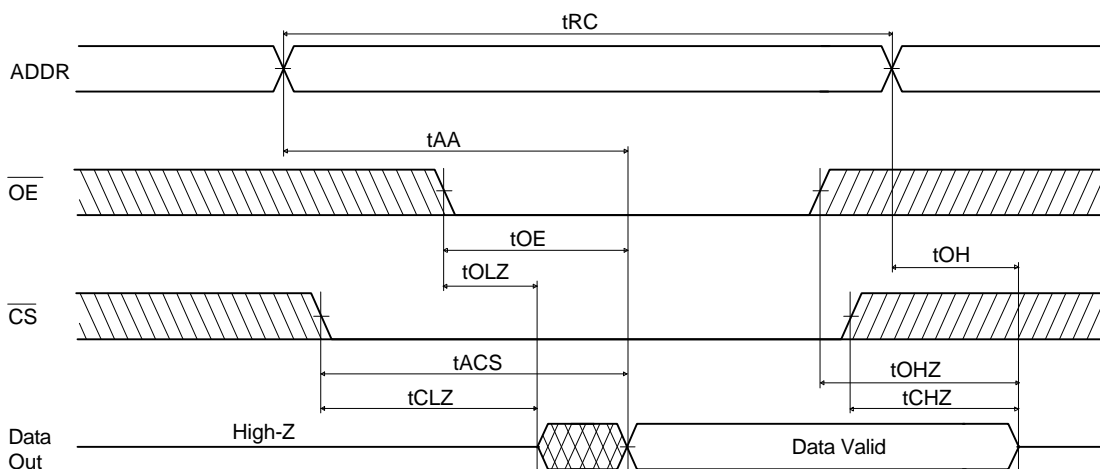 tRC
ADDR
tAA
OE
tOE
tOH
tOLZ
CS
tACS
tOHZ
tCLZ
tCHZ
High-Z
Data
Out
Data Valid